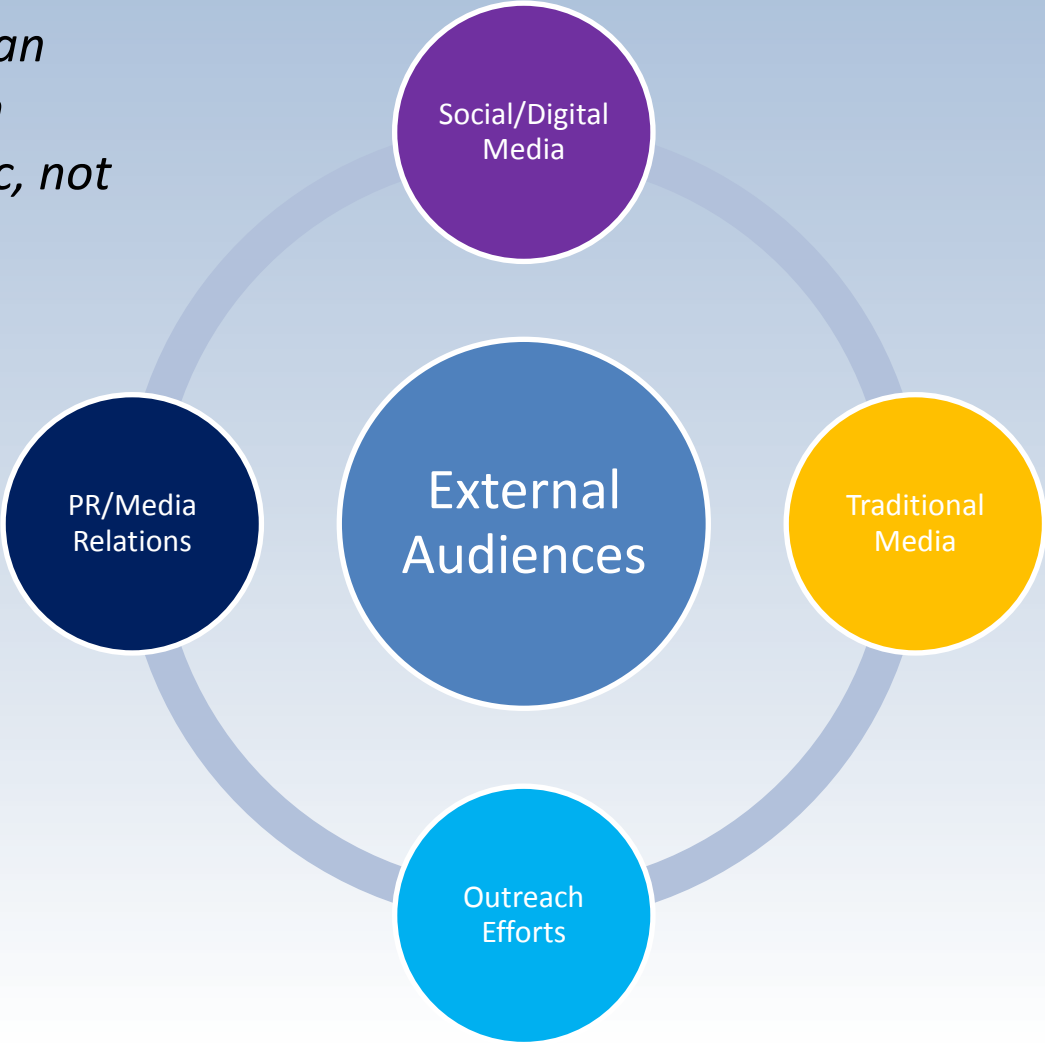 an
c, not
Social/Digital
Media
PR/Media
Relations
External
Audiences
Traditional
Media
Outreach
Efforts